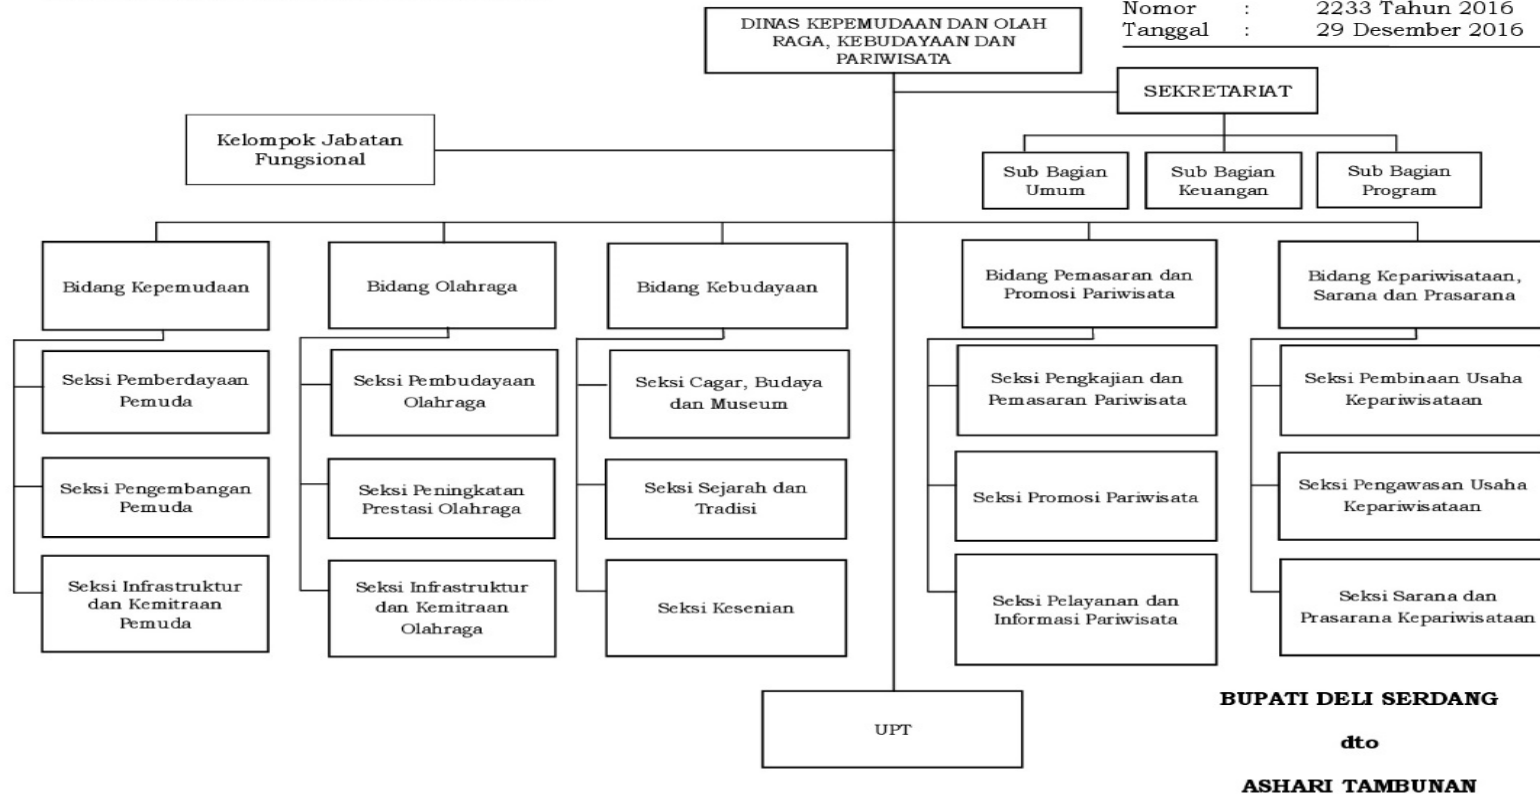 Nomor : 2233 Tahun 2016
Tanggal : 29 Desember 2016
DINAS KEPEMUDAAN DAN OLAH
RAGA, KEBUDAYAAN DAN
PARIWISATA
SEKRETARIAT
Kelompok Jabatan
Fungsional
Sub Bagian
Umum
Sub Bagian
Keuangan
Sub Bagian
Program
Bidang Kepemudaan
Bidang Olahraga
Bidang Kebudayaan
Bidang Pemasaran dan
Promosi Pariwisata
Bidang Kepariwisataan,
Sarana dan Prasarana
Seksi Pemberdayaan
Pemuda
Seksi Pembudayaan
Olahraga
Seksi Cagar, Budaya
dan Museum
Seksi Pengkajian dan
Pemasaran Pariwisata
Seksi Pembinaan Usaha
Kepariwisataan
Seksi Pengembangan
Pemuda
Seksi Peningkatan
Prestasi Olahraga
Seksi Sejarah dan
Tradisi
Seksi Promosi Pariwisata
Seksi Pengawasan Usaha
Kepariwisataan
Seksi Infrastruktur
dan Kemitraan
Pemuda
Seksi Infrastruktur
dan Kemitraan
Olahraga
Seksi Kesenian
Seksi Pelayanan dan
Informasi Pariwisata
Seksi Sarana dan
Prasarana Kepariwisataan
UPT
BUPATI DELI SERDANG
dto
ASHARI TAMBUNAN